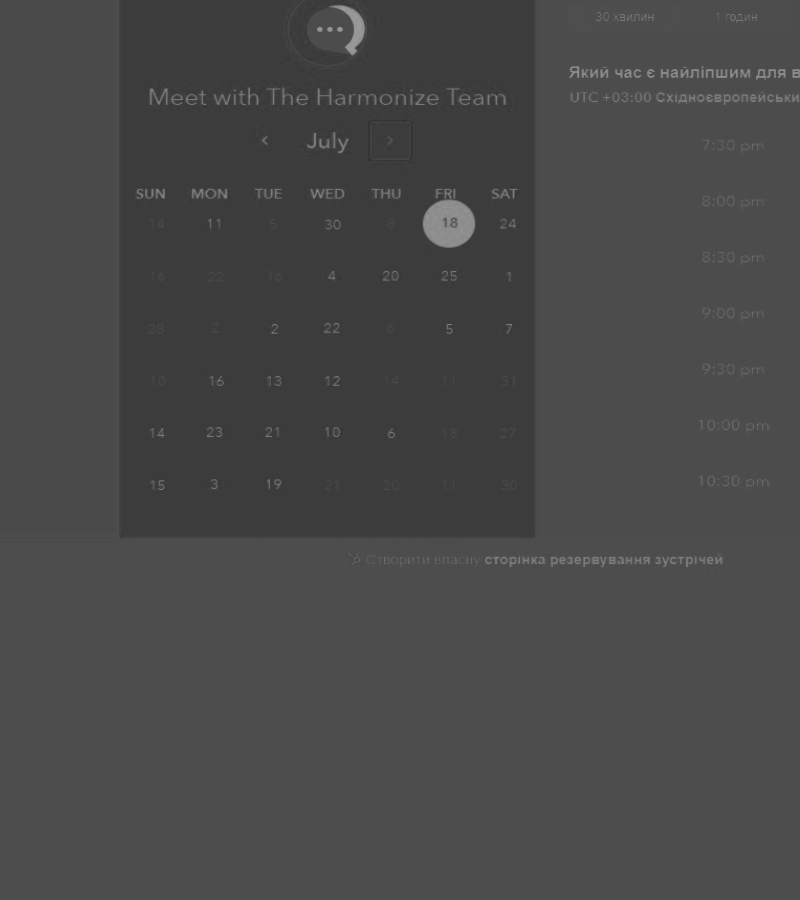 30 хвилин 1 годин
Який час є найліпшим для в
Meet with The Harmonize Team
UTC +03:00 Східноєвропейськи
July
7:30 pm
SUN MON TUE WED THU FRI SAT
8:00 pm
14 11 5 30 8 18 24
8:30 pm
16 22 16 4 20 25 1
9:00 pm
28 2 2 22 6 5 7
9:30 pm
10 16 13 12 14 11 31
10:00 pm
14 23 21 10 6 18 27
10:30 pm
15 3 19 21 20 11 30
Створити власну сторінка резервування зустрічей